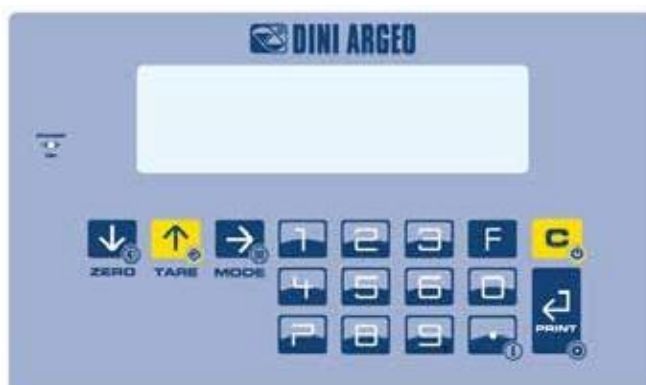 DINI ARGEO
1 2 3 F C
ZERO TARE MODE
4 5 6 0
PRINT
7 8 9 .